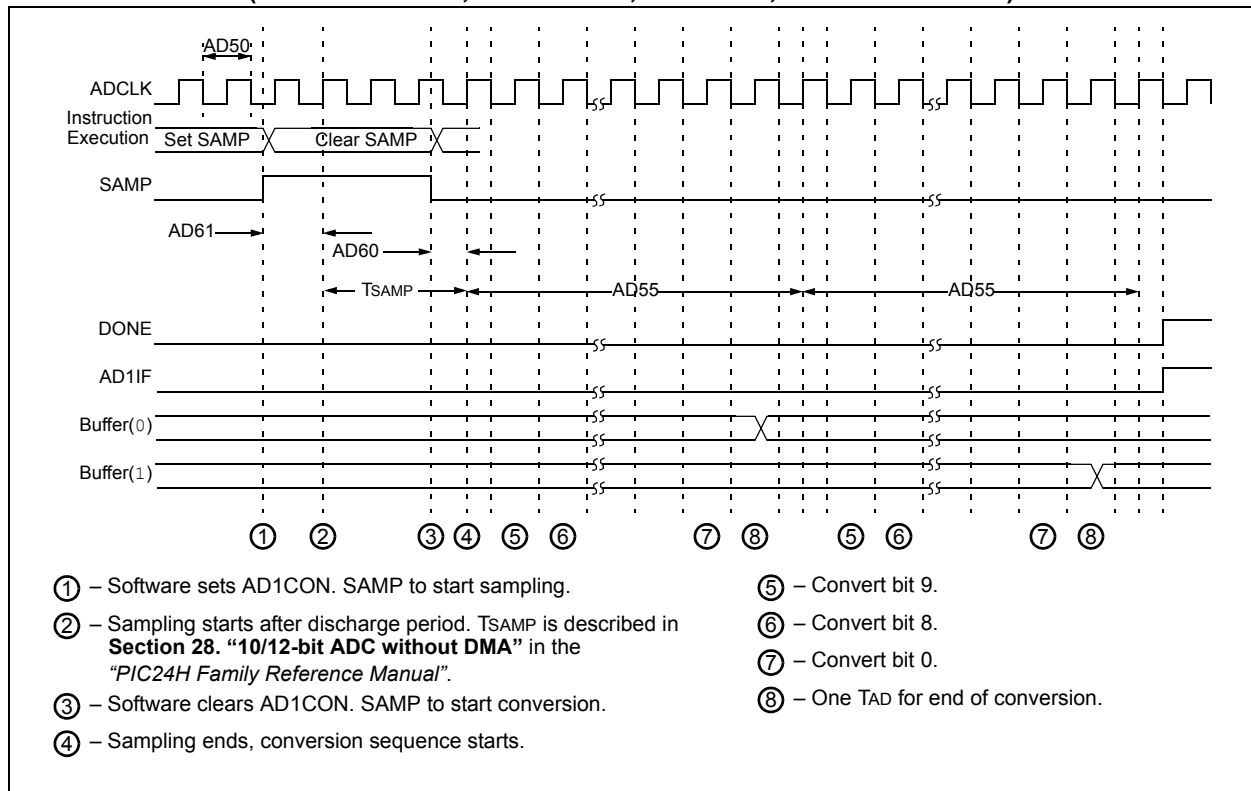 AD50
ADCLK
Instruction
Execution Set SAMP Clear SAMP
SAMP
AD61
AD60
TSAMP AD55 AD55
DONE
AD1IF
Buffer(0)
Buffer(1)
1 2 3 4 5 6 7 8 5 6 7 8
1 – Software sets AD1CON. SAMP to start sampling.
2 – Sampling starts after discharge period. TSAMP is described in
Section 28. “10/12-bit ADC without DMA” in the
“PIC24H Family Reference Manual”.
3 – Software clears AD1CON. SAMP to start conversion.
4 – Sampling ends, conversion sequence starts.
5 – Convert bit 9.
6 – Convert bit 8.
7 – Convert bit 0.
8 – One TAD for end of conversion.